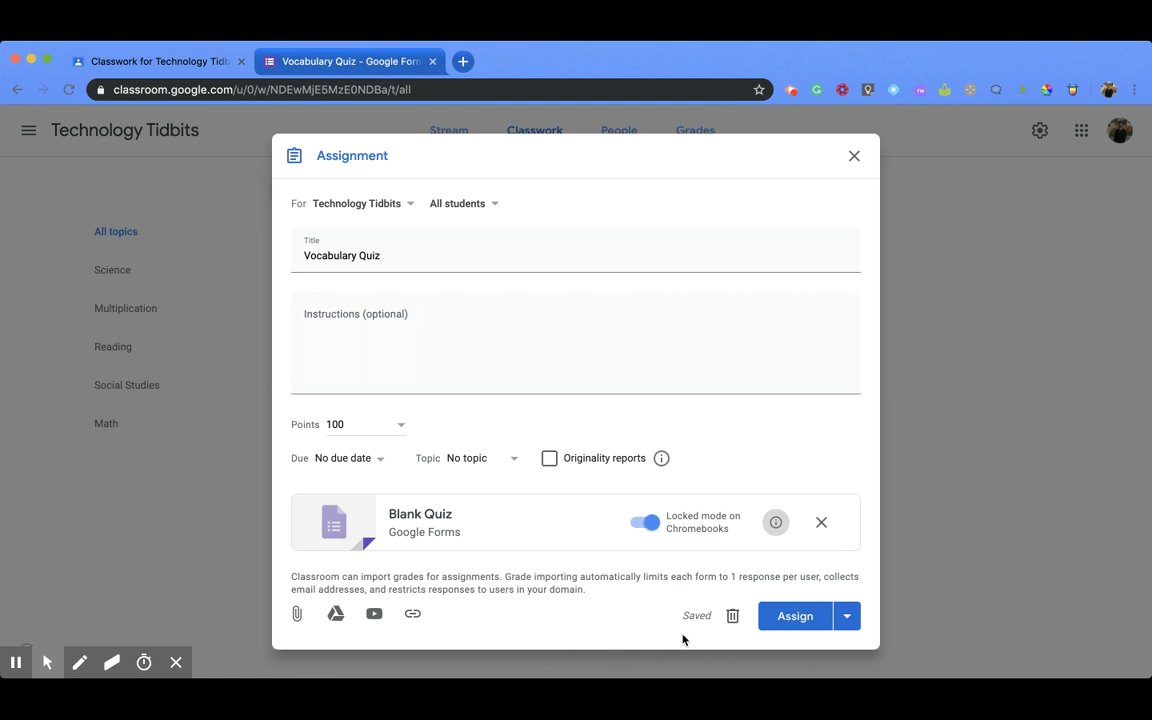 Classwork for Technology Tidb
Vocabulary Quiz - Google Form
classroom.google.com/u/0/w/NDEwMjE5MzE0NDBa/t/all
Technology Tidbits
Stream Classwork People Grades
Assignment
For Technology Tidbits All students
Title
Vocabulary Quiz
Instructions (optional)
All topics
Science
Multiplication
Reading
Social Studies
Math
Points 100
Due No due date Topic No topic Originality reports
Blank Quiz
Google Forms
Locked mode on
Chromebooks
Classroom can import grades for assignments. Grade importing automatically limits each form to 1 response per user, collects
email addresses, and restricts responses to users in your domain.
Saved
Assign